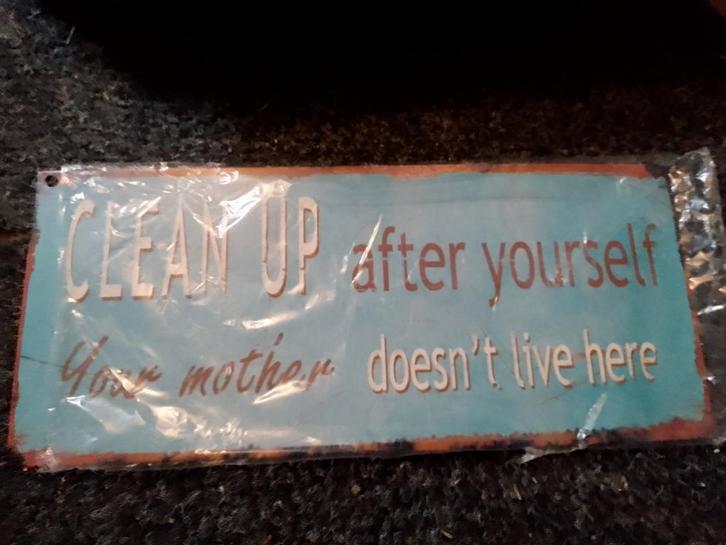 CLEAN UP after yourself
Your mother doesn't live here